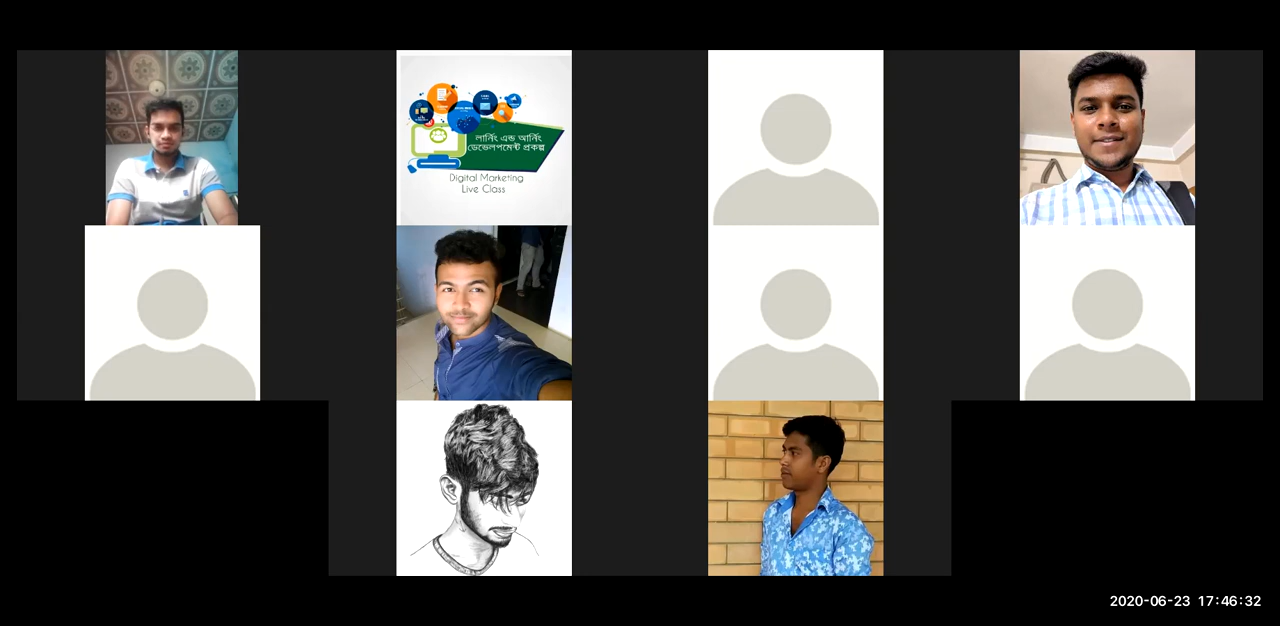 লার্নিং এন্ড আর্নিং
ডেভেলপমেন্ট প্রকল্প
Digital Marketing
Live Class
2020-06-23 17:46:32